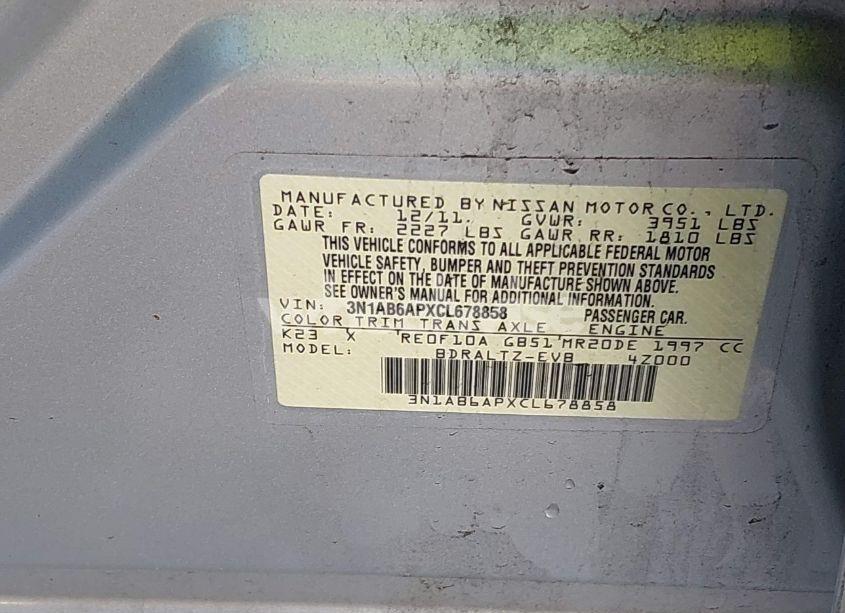 MANUFACTURED BY NISSAN MOTOR CO., LTD.
DATE: 12/11. GVWR: 3951 LBS
GAWR FR: 2227 LBS GAWR RR: 1810 LBS
THIS VEHICLE CONFORMS TO ALL APPLICABLE FEDERAL MOTOR
VEHICLE SAFETY, BUMPER AND THEFT PREVENTION STANDARDS
IN EFFECT ON THE DATE OF MANUFACTURE SHOWN ABOVE.
SEE OWNER'S MANUAL FOR ADDITIONAL INFORMATION.
VIN: 3N1AB6APXCL678858 PASSENGER CAR.
COLOR TRIM TRANS AXLE ENGINE
K23 X RE0F10A GB51 MR20DE 1997 CC
MODEL: BDRALTZ-EVB 4Z000
3N1AB6APXCL678858